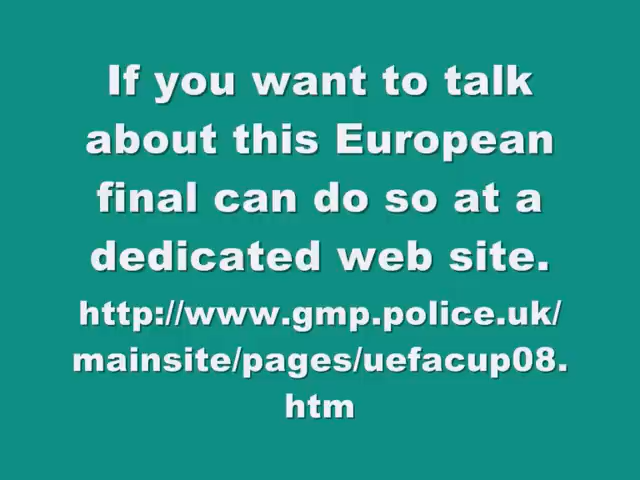 If you want to talk
about this European
final can do so at a
dedicated web site.
http://www.gmp.police.uk/
mainsite/pages/uefacup08.
htm